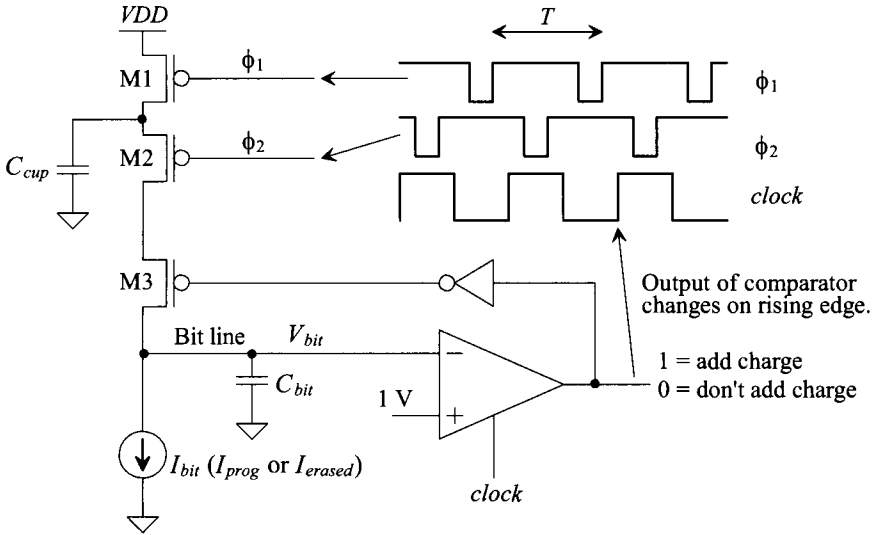 VDD
T
M1
ϕ1
ϕ1
M2
ϕ2
ϕ2
Ccup
clock
M3
Output of comparator
changes on rising edge.
Bit line
Vbit
−
1 = add charge
0 = don't add charge
Cbit
1 V
+
Ibit (Iprog or Ierased)
clock